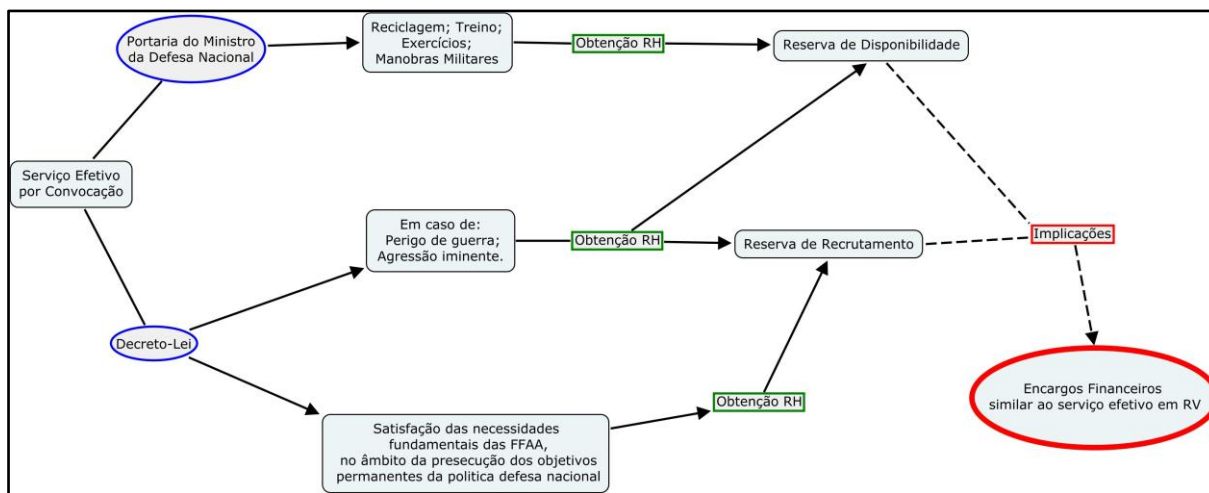 Portaria do Ministro
da Defesa Nacional
Reciclagem; Treino;
Exercícios;
Manobras Militares
Obtenção RH
Reserva de Disponibilidade
Serviço Efetivo
por Convocação
Em caso de:
Perigo de guerra;
Agressão iminente.
Obtenção RH
Reserva de Recrutamento
Implicações
Decreto-Lei
Encargos Financeiros
similar ao serviço efetivo em RV
Obtenção RH
Satisfação das necessidades
fundamentais das FFAA,
no âmbito da presecução dos objetivos
permanentes da politica defesa nacional